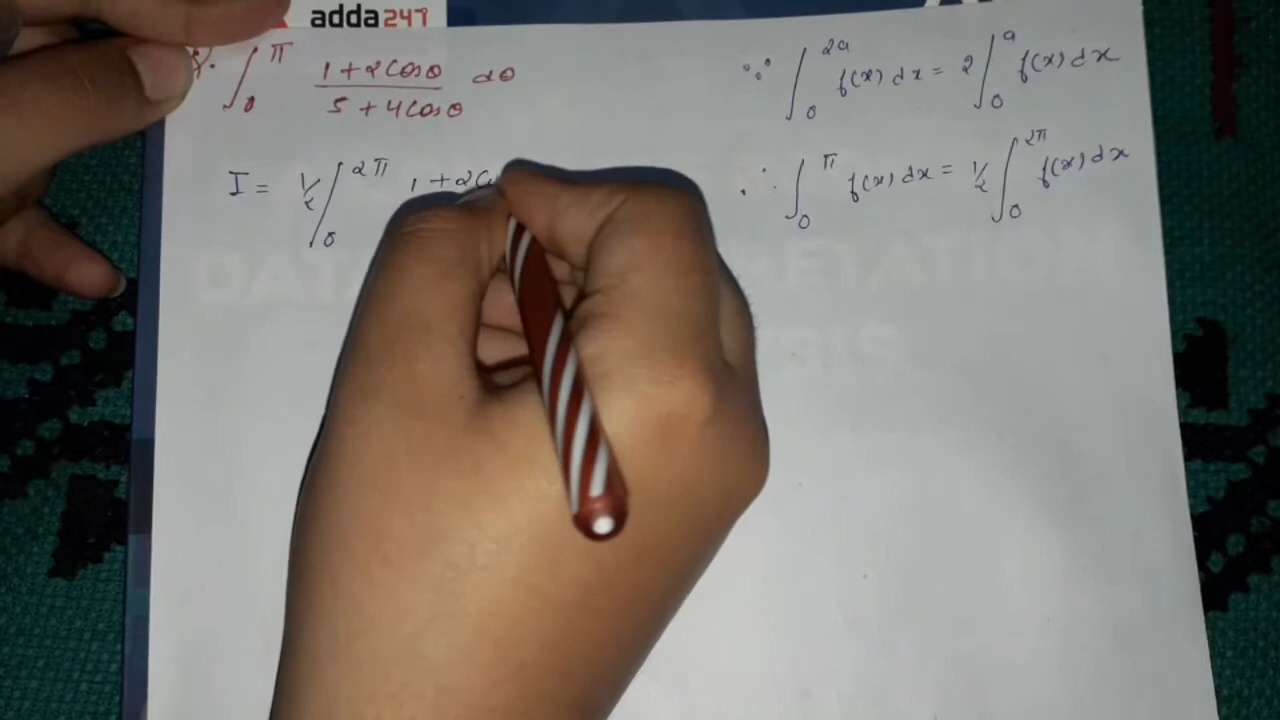 adda247
∫₀^π (1+2cosθ)/(5+4cosθ) dθ
∵ ∫₀^2a f(x) dx = 2 ∫₀^a f(x) dx
I = ½ ∫₀^2π 1+2
∴ ∫₀^π f(x) dx = ½ ∫₀^2π f(x) dx